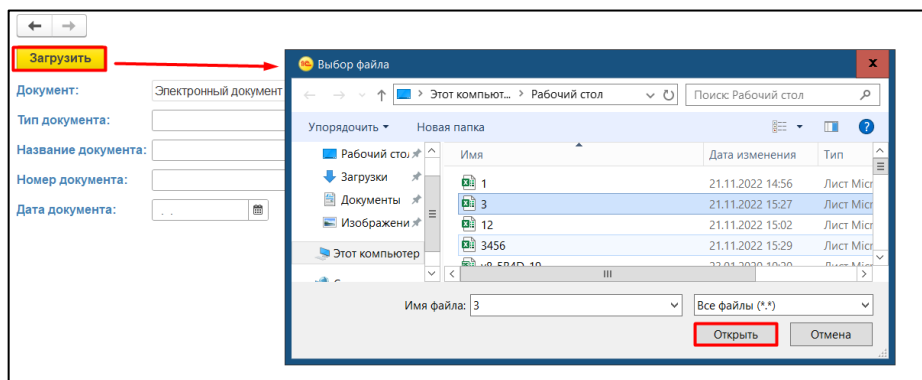 Загрузить
Документ: Электронный документ
Тип документа:
Название документа:
Номер документа:
Дата документа: . .
1С Выбор файла
Этот компьют... > Рабочий стол
Поиск: Рабочий стол
Упорядочить Новая папка
Имя Дата изменения Тип
Рабочий стол
Загрузки
Документы
Изображени
Этот компьютер
1 21.11.2022 14:56 Лист Micr
3 21.11.2022 15:27 Лист Micr
12 21.11.2022 15:02 Лист Micr
3456 21.11.2022 15:29 Лист Micr
Имя файла: 3 Все файлы (*.*)
Открыть Отмена